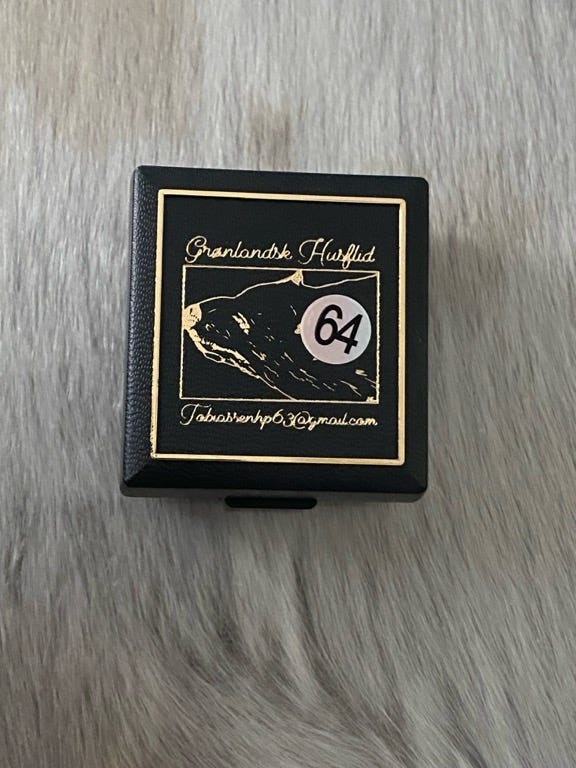 Grønlandsk Husflid
64
Tobiassenhp63@gmail.com